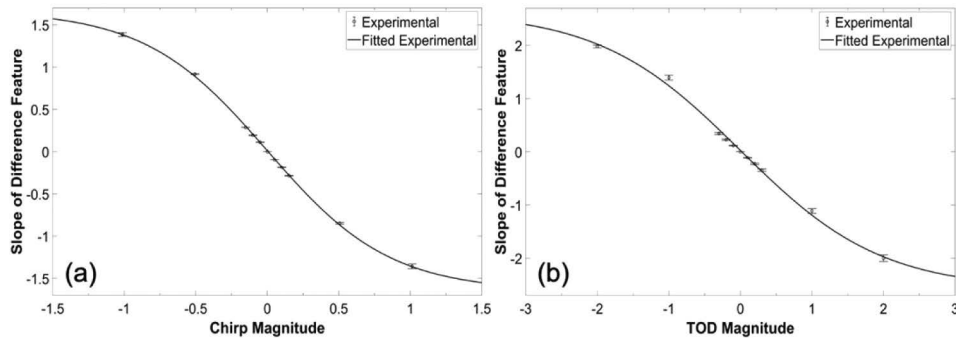 Slope of Difference Feature
1.5
1
0.5
0
-0.5
-1
-1.5
Experimental
Fitted Experimental
(a)
-1.5 -1 -0.5 0 0.5 1 1.5
Chirp Magnitude
Slope of Difference Feature
2
1
0
-1
-2
Experimental
Fitted Experimental
(b)
-3 -2 -1 0 1 2 3
TOD Magnitude